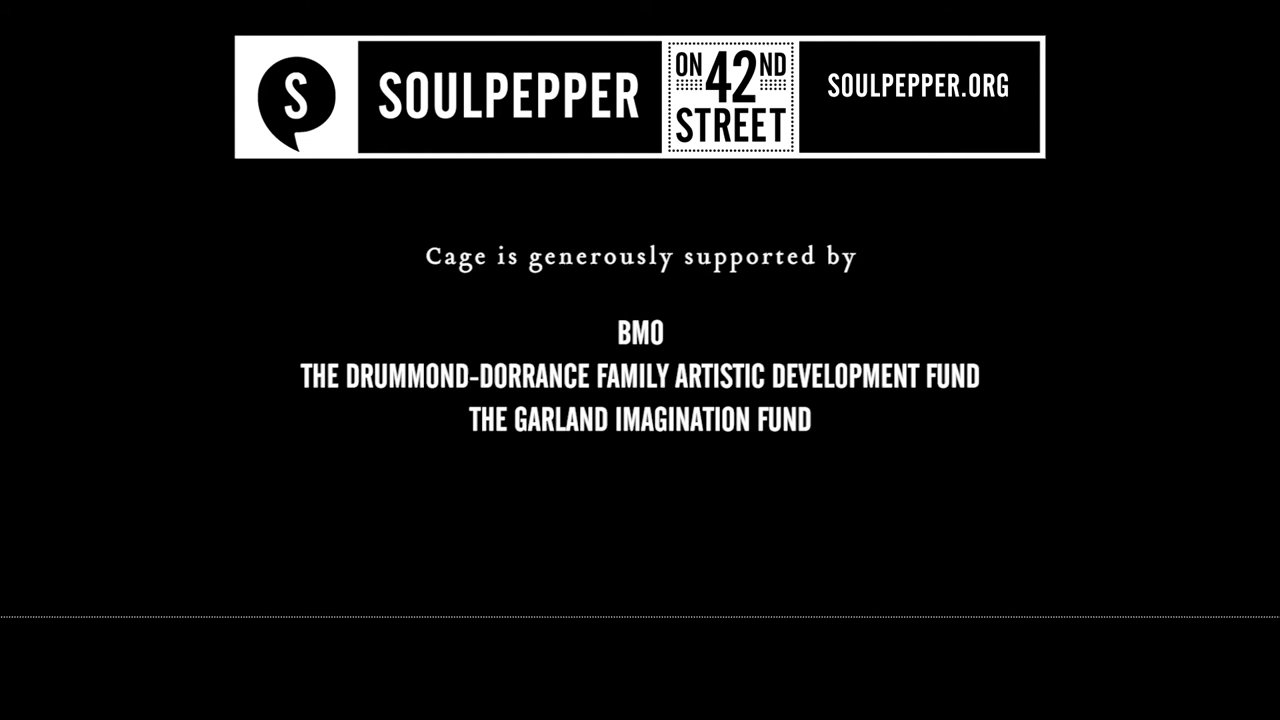 S
SOULPEPPER
ON 42ND
STREET
SOULPEPPER.ORG
Cage is generously supported by
BMO
THE DRUMMOND-DORRANCE FAMILY ARTISTIC DEVELOPMENT FUND
THE GARLAND IMAGINATION FUND